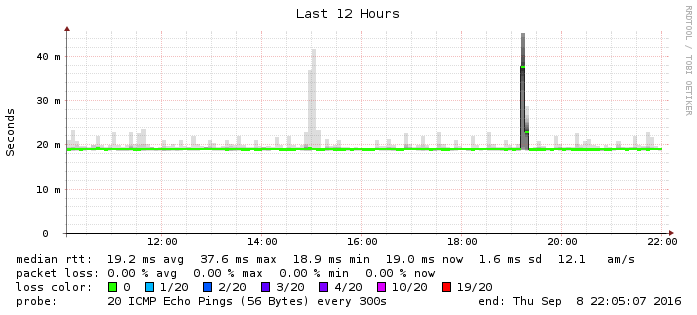 Last 12 Hours
RRDTOOL / TOBI OETIKER
Seconds
40 m
30 m
20 m
10 m
0
12:00 14:00 16:00 18:00 20:00 22:00
median rtt: 19.2 ms avg 37.6 ms max 18.9 ms min 19.0 ms now 1.6 ms sd 12.1 am/s
packet loss: 0.00 % avg 0.00 % max 0.00 % min 0.00 % now
loss color: 0 1/20 2/20 3/20 4/20 10/20 19/20
probe: 20 ICMP Echo Pings (56 Bytes) every 300s end: Thu Sep 8 22:05:07 2016